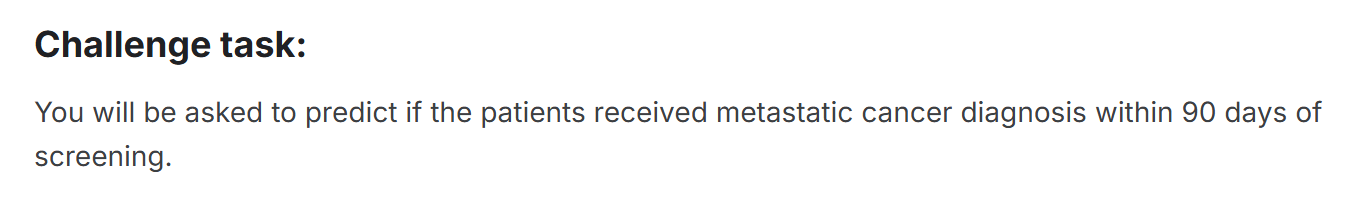 Challenge task:
You will be asked to predict if the patients received metastatic cancer diagnosis within 90 days of
screening.